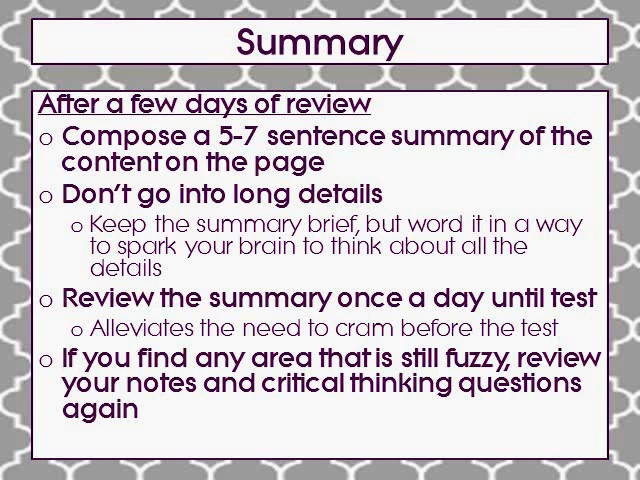 Summary
After a few days of review
o Compose a 5-7 sentence summary of the
content on the page
o Don't go into long details
o Keep the summary brief, but word it in a way
to spark your brain to think about all the
details
o Review the summary once a day until test
o Alleviates the need to cram before the test
o If you find any area that is still fuzzy, review
your notes and critical thinking questions
again